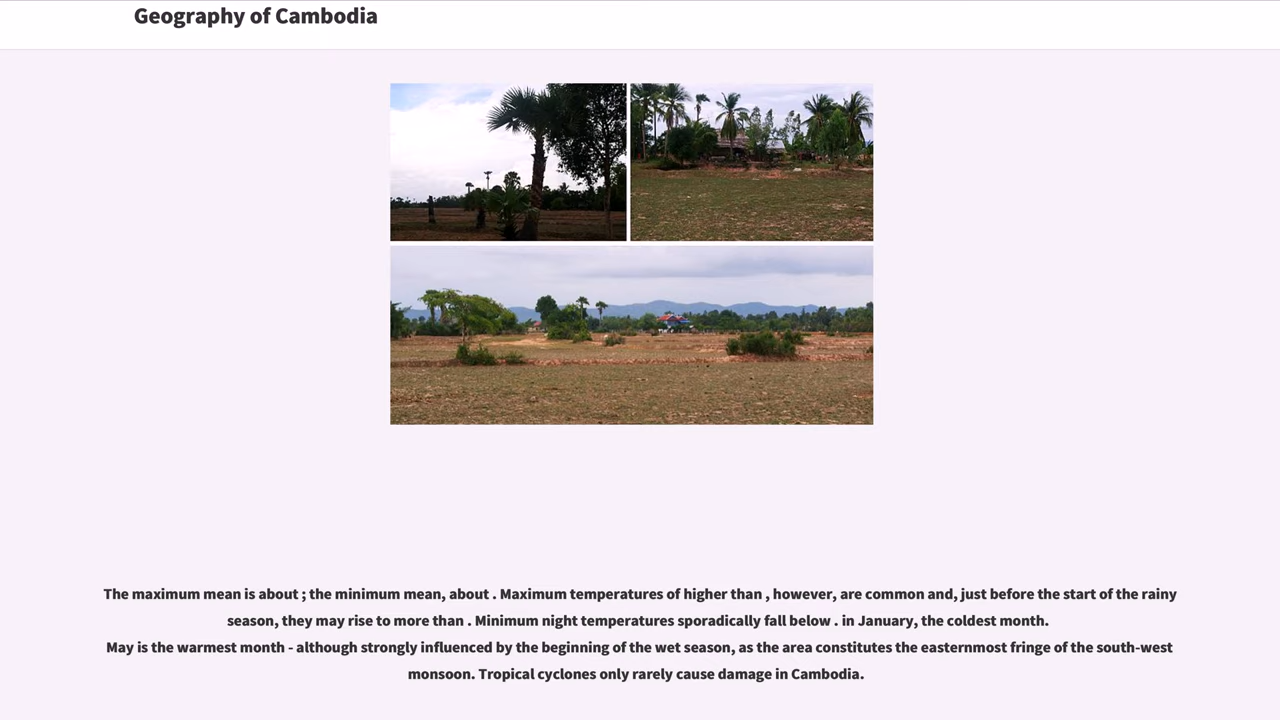 Geography of Cambodia
The maximum mean is about ; the minimum mean, about . Maximum temperatures of higher than , however, are common and, just before the start of the rainy
season, they may rise to more than . Minimum night temperatures sporadically fall below . in January, the coldest month.
May is the warmest month - although strongly influenced by the beginning of the wet season, as the area constitutes the easternmost fringe of the south-west
monsoon. Tropical cyclones only rarely cause damage in Cambodia.